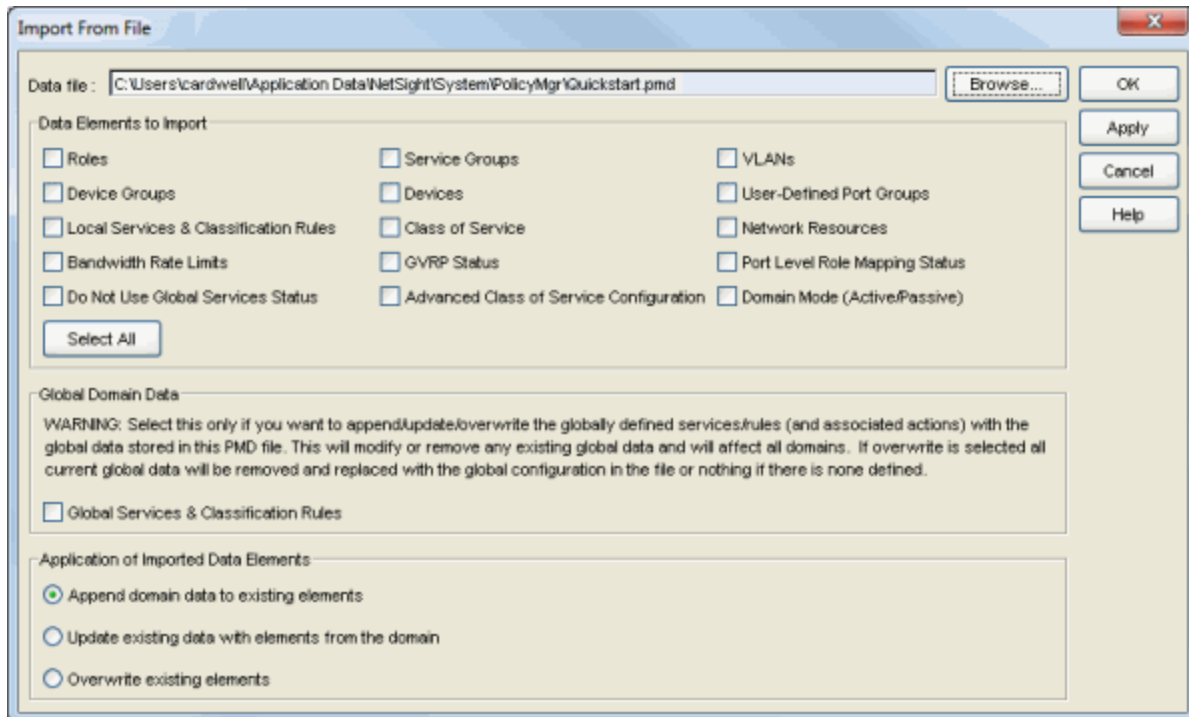 Import From File
Data file : C:\Users\cardwell\Application Data\NetSight\System\PolicyMgr\Quickstart.pmd Browse... OK
Apply
Cancel
Help
Data Elements to Import
Roles Service Groups VLANs
Device Groups Devices User-Defined Port Groups
Local Services & Classification Rules Class of Service Network Resources
Bandwidth Rate Limits GVRP Status Port Level Role Mapping Status
Do Not Use Global Services Status Advanced Class of Service Configuration Domain Mode (Active/Passive)
Select All
Global Domain Data
WARNING: Select this only if you want to append/update/overwrite the globally defined services/rules (and associated actions) with the
global data stored in this PMD file. This will modify or remove any existing global data and will affect all domains. If overwrite is selected all
current global data will be removed and replaced with the global configuration in the file or nothing if there is none defined.
Global Services & Classification Rules
Application of Imported Data Elements
Append domain data to existing elements
Update existing data with elements from the domain
Overwrite existing elements